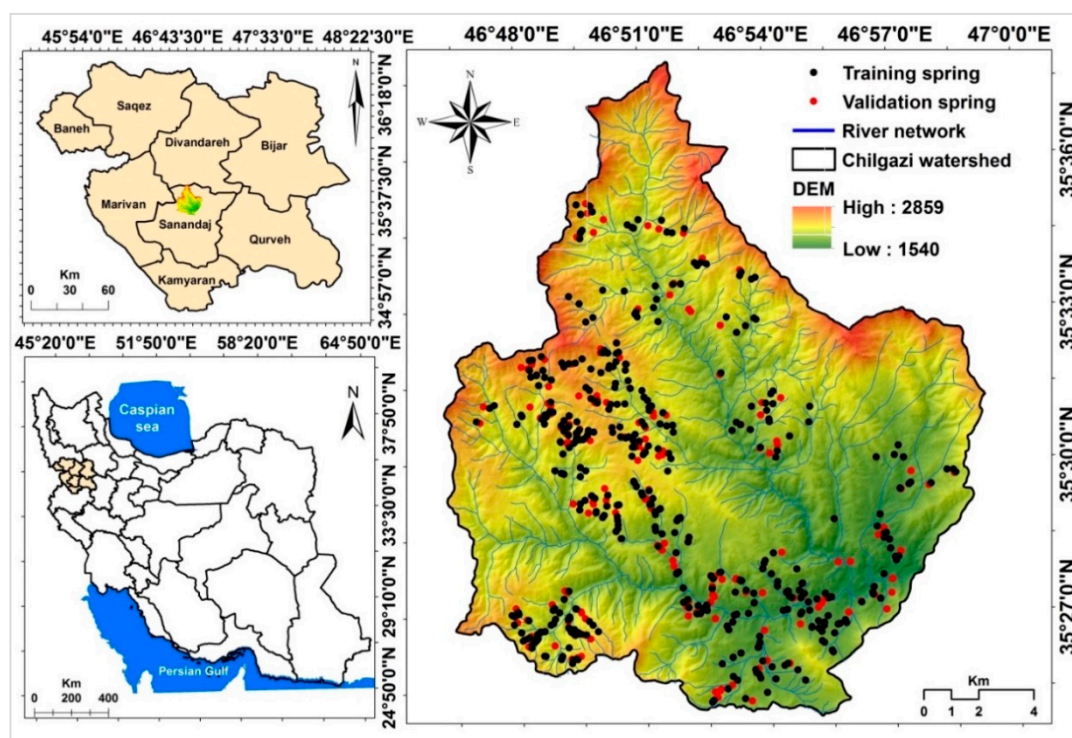 45°54'0"E 46°43'30"E 47°33'0"E 48°22'30"E
N
Saqez
Baneh
Divandareh
Bijar
Marivan
Sanandaj
Qurveh
Kamyaran
Km
0 30 60
36°18'0"N
35°37'30"N
34°57'0"N
45°20'0"E 51°0'0"E 58°20'0"E 64°50'0"E
N
Caspian
sea
Persian Gulf
Km
0 200 400
37°50'0"N
33°30'0"N
29°10'0"N
24°50'0"N
46°48'0"E 46°51'0"E 46°54'0"E 46°57'0"E 47°0'0"E
N
W E
S
Training spring
Validation spring
River network
Chilgazi watershed
DEM
High : 2859
Low : 1540
35°36'0"N
35°33'0"N
35°30'0"N
35°27'0"N
Km
0 1 2 4